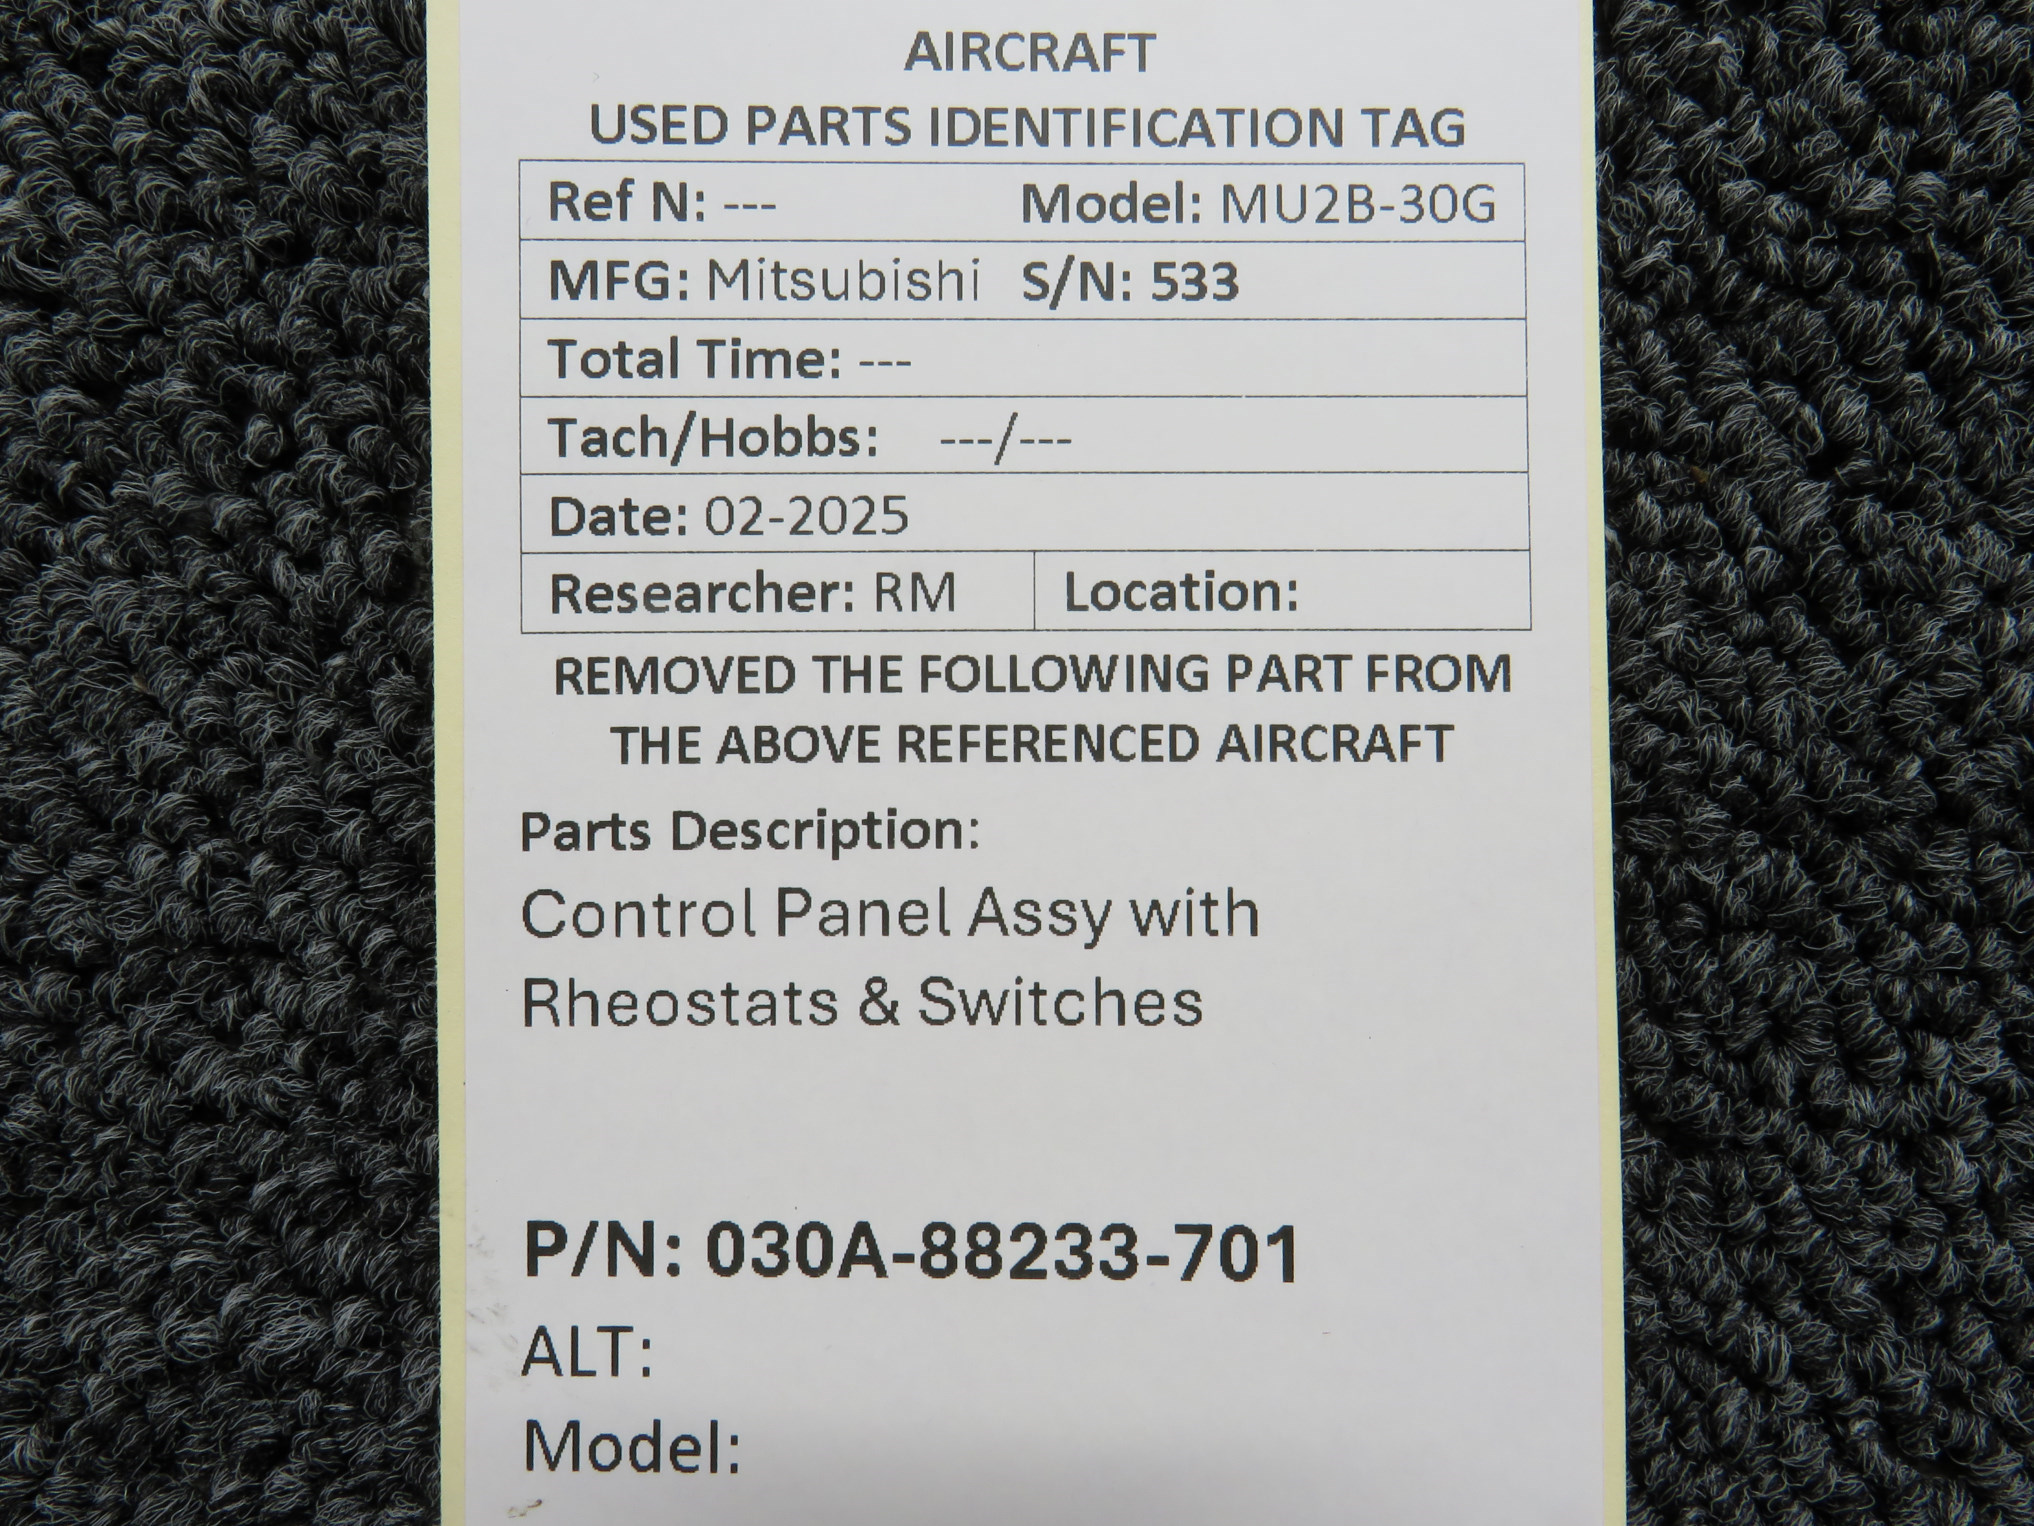 AIRCRAFT
USED PARTS IDENTIFICATION TAG
Ref N: --- Model: MU2B-30G
MFG: Mitsubishi S/N: 533
Total Time: ---
Tach/Hobbs: ---/---
Date: 02-2025
Researcher: RM Location:
REMOVED THE FOLLOWING PART FROM
THE ABOVE REFERENCED AIRCRAFT
Parts Description:
Control Panel Assy with
Rheostats & Switches
P/N: 030A-88233-701
ALT:
Model: